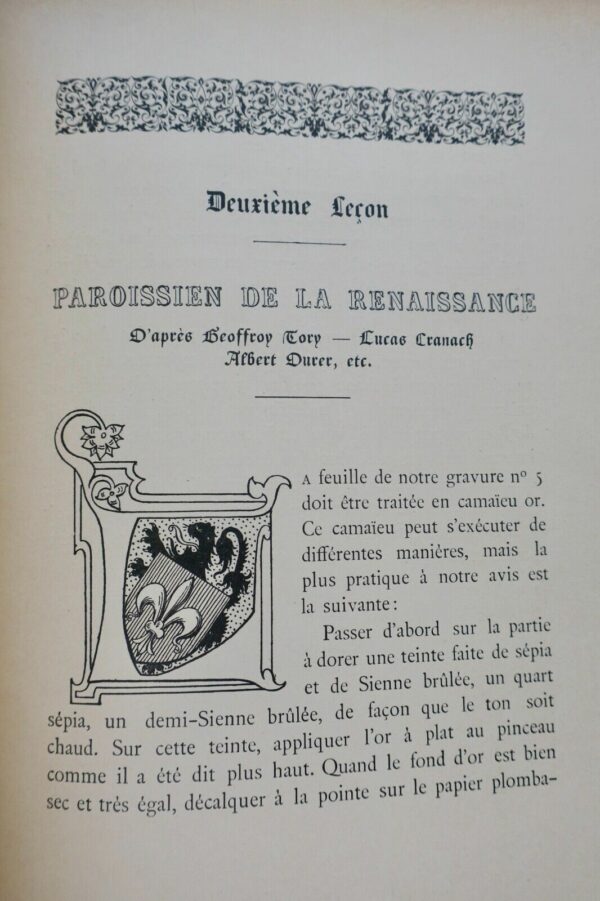 Deuxième Leçon
PAROISSIEN DE LA RENAISSANCE
D'après Geoffroy Tory — Lucas Cranach
Albert Durer, etc.
LA feuille de notre gravure nº 5
doit être traitée en camaïeu or.
Ce camaïeu peut s'exécuter de
différentes manières, mais la
plus pratique à notre avis est
la suivante :
Passer d'abord sur la partie
à dorer une teinte faite de sépia
et de Sienne brûlée, un quart
sépia, un demi-Sienne brûlée, de façon que le ton soit
chaud. Sur cette teinte, appliquer l'or à plat au pinceau
comme il a été dit plus haut. Quand le fond d'or est bien
sec et très égal, décalquer à la pointe sur le papier plomba-